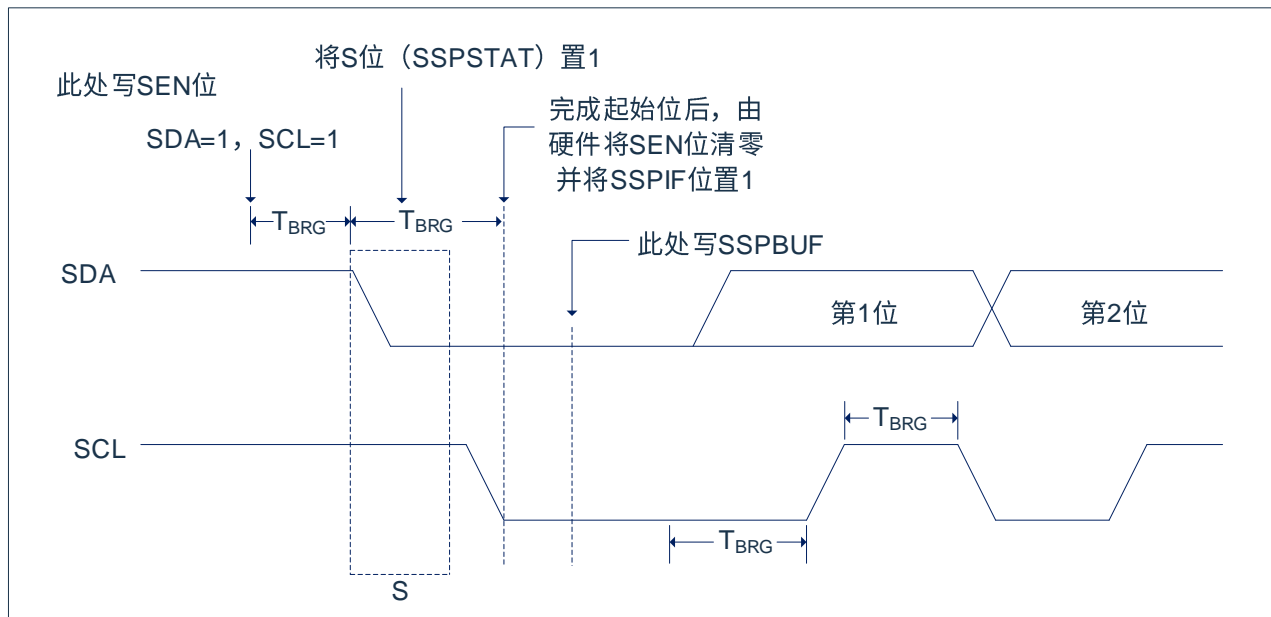 将S位（SSPSTAT）置1
此处写SEN位
SDA=1，SCL=1
完成起始位后，由
硬件将SEN位清零
并将SSPIF位置1
TBRG
TBRG
此处写SSPBUF
SDA
第1位
第2位
TBRG
SCL
TBRG
S